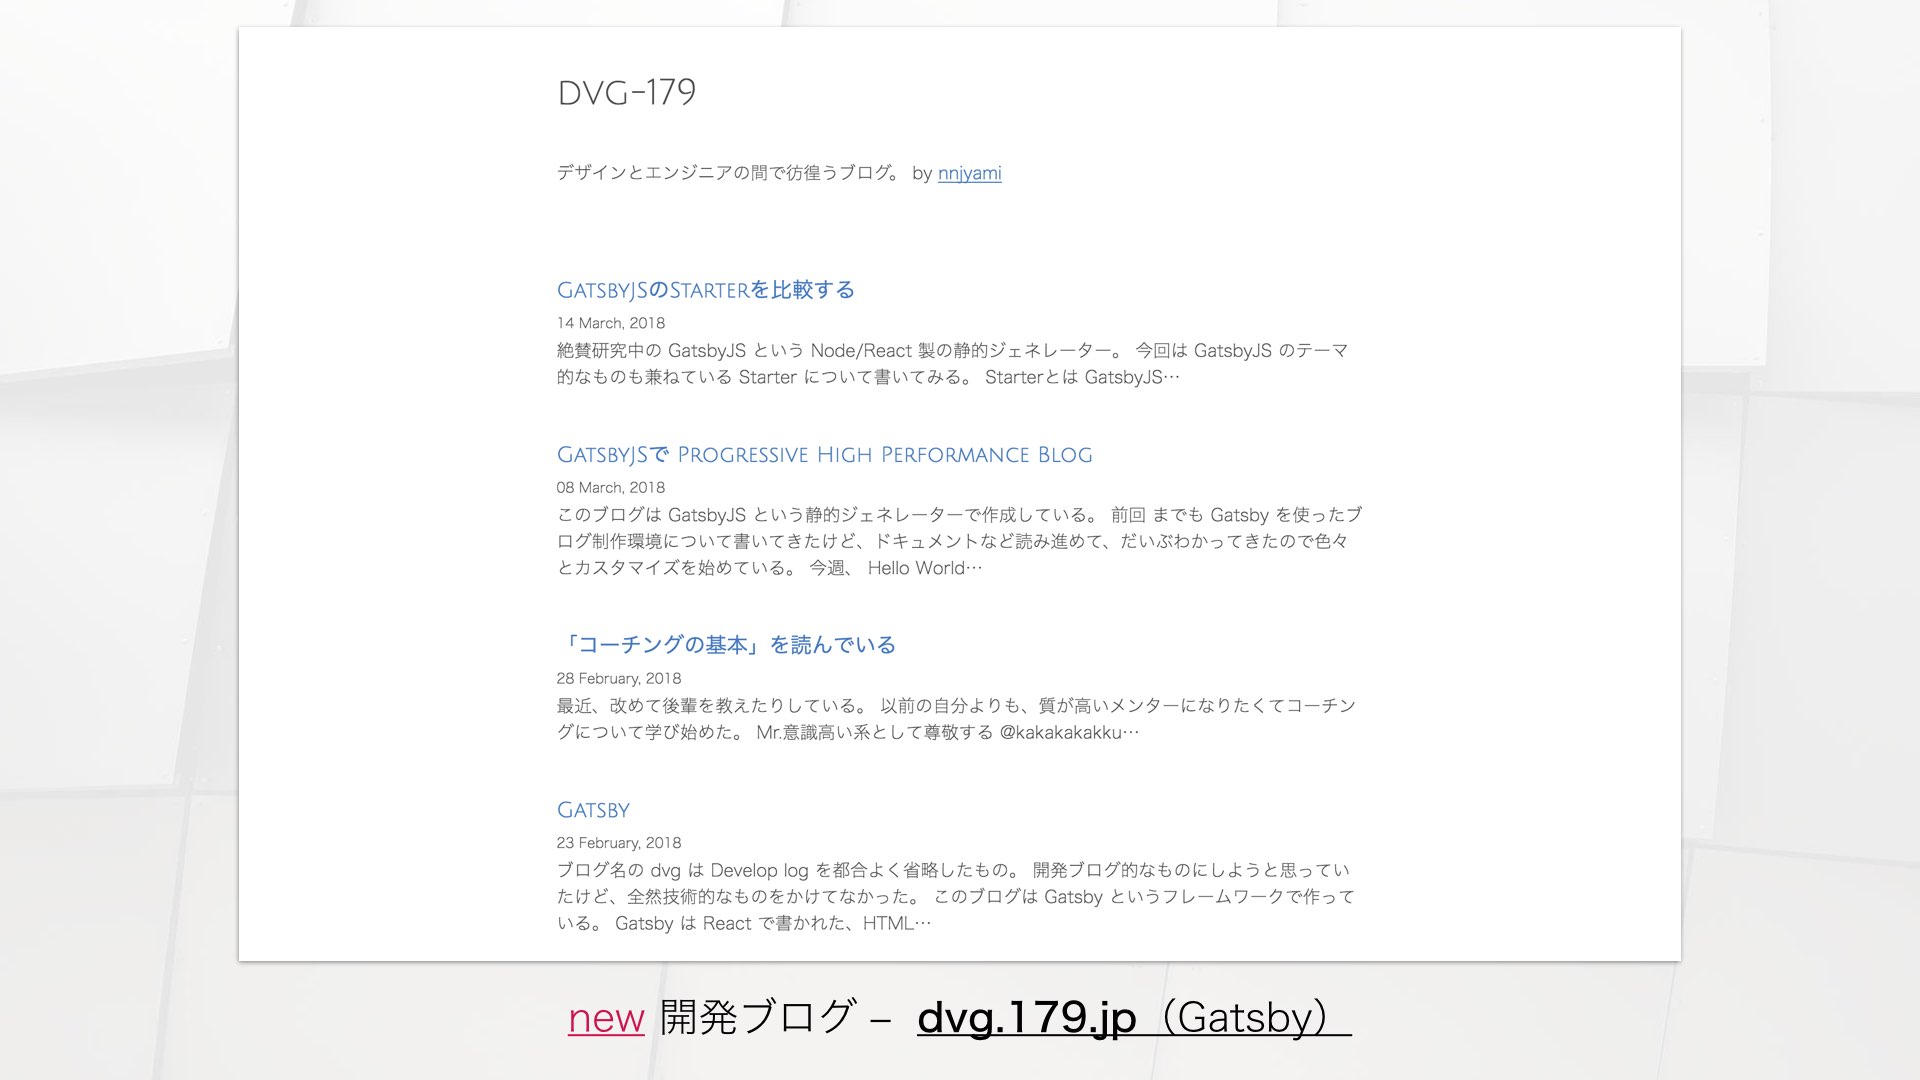 DVG-179
デザインとエンジニアの間で彷徨うブログ。 by nnjyami
GatsbyJSのStarterを比較する
14 March, 2018
絶賛研究中の GatsbyJS という Node/React 製の静的ジェネレーター。 今回は GatsbyJS のテーマ
的なものも兼ねている Starter について書いてみる。 Starterとは GatsbyJS…
GatsbyJSで Progressive High Performance Blog
08 March, 2018
このブログは GatsbyJS という静的ジェネレーターで作成している。 前回 までも Gatsby を使ったブ
ログ制作環境について書いてきたけど、ドキュメントなど読み進めて、だいぶわかってきたので色々
とカスタマイズを始めている。 今週、 Hello World…
「コーチングの基本」を読んでいる
28 February, 2018
最近、改めて後輩を教えたりしている。 以前の自分よりも、質が高いメンターになりたくてコーチン
グについて学び始めた。 Mr.意識高い系として尊敬する @kakakakakku…
Gatsby
23 February, 2018
ブログ名の dvg は Develop log を都合よく省略したもの。 開発ブログ的なものにしようと思ってい
たけど、全然技術的なものをかけてなかった。 このブログは Gatsby というフレームワークで作って
いる。 Gatsby は React で書かれた、HTML…
new 開発ブログ – dvg.179.jp（Gatsby）